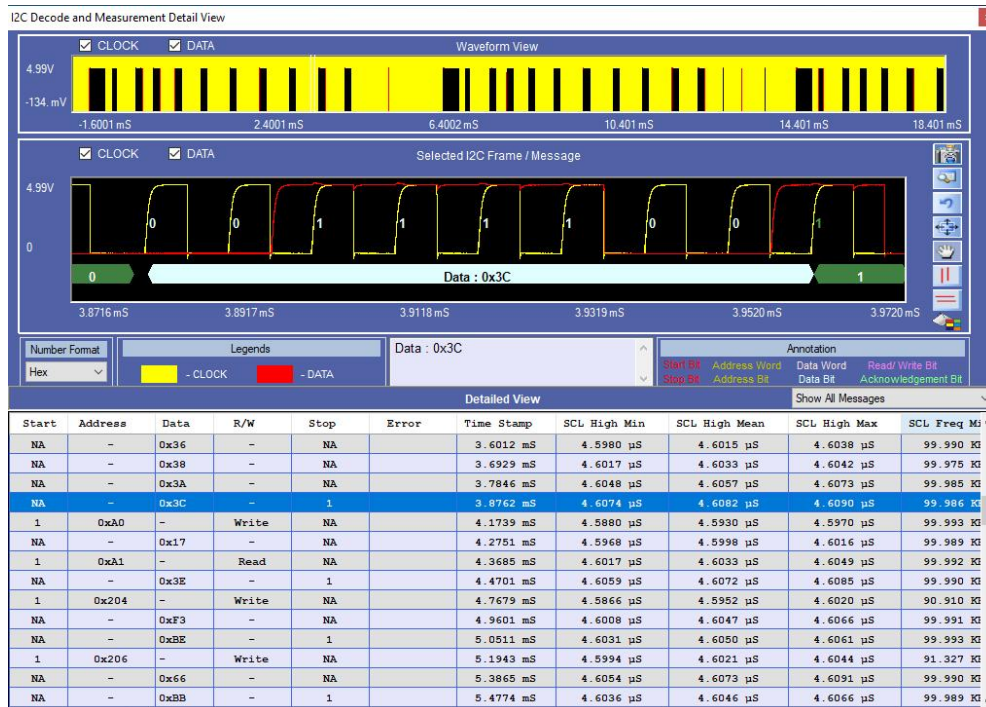 I2C Decode and Measurement Detail View
CLOCK DATA Waveform View
4.99V
-134. mV
-1.6001 mS 2.4001 mS 6.4002 mS 10.401 mS 14.401 mS 18.401 mS
CLOCK DATA Selected I2C Frame / Message
4.99V
0 0 1 1 1 1 0 0 1
0
0 Data : 0x3C 1
3.8716 mS 3.8917 mS 3.9118 mS 3.9319 mS 3.9520 mS 3.9720 mS
Number Format Legends Data : 0x3C Annotation
Start Bit Address Word Data Word Read/ Write Bit
Hex - CLOCK - DATA
Stop Bit Address Bit Data Bit Acknowledgement Bit
Detailed View Show All Messages
Start Address Data R/W Stop Error Time Stamp SCL High Min SCL High Mean SCL High Max SCL Freq Mi
NA - 0x36 - NA 3.6012 mS 4.5980 µS 4.6015 µS 4.6038 µS 99.990 K
NA - 0x38 - NA 3.6929 mS 4.6017 µS 4.6033 µS 4.6042 µS 99.975 K
NA - 0x3A - NA 3.7846 mS 4.6048 µS 4.6057 µS 4.6073 µS 99.985 K
NA - 0x3C - 1 3.8762 mS 4.6074 µS 4.6082 µS 4.6090 µS 99.986 K
1 0xA0 - Write NA 4.1739 mS 4.5880 µS 4.5930 µS 4.5970 µS 99.993 K
NA - 0x17 - NA 4.2751 mS 4.5968 µS 4.5998 µS 4.6016 µS 99.989 K
1 0xA1 - Read NA 4.3685 mS 4.6017 µS 4.6033 µS 4.6049 µS 99.992 K
NA - 0x3E - 1 4.4701 mS 4.6059 µS 4.6072 µS 4.6085 µS 99.990 K
1 0x204 - Write NA 4.7679 mS 4.5866 µS 4.5952 µS 4.6020 µS 90.910 K
NA - 0xF3 - NA 4.9601 mS 4.6008 µS 4.6047 µS 4.6066 µS 99.991 K
NA - 0xBE - 1 5.0511 mS 4.6031 µS 4.6050 µS 4.6061 µS 99.993 K
1 0x206 - Write NA 5.1943 mS 4.5994 µS 4.6021 µS 4.6044 µS 91.327 K
NA - 0x66 - NA 5.3865 mS 4.6054 µS 4.6073 µS 4.6091 µS 99.990 K
NA - 0xBB - 1 5.4774 mS 4.6036 µS 4.6046 µS 4.6066 µS 99.989 K